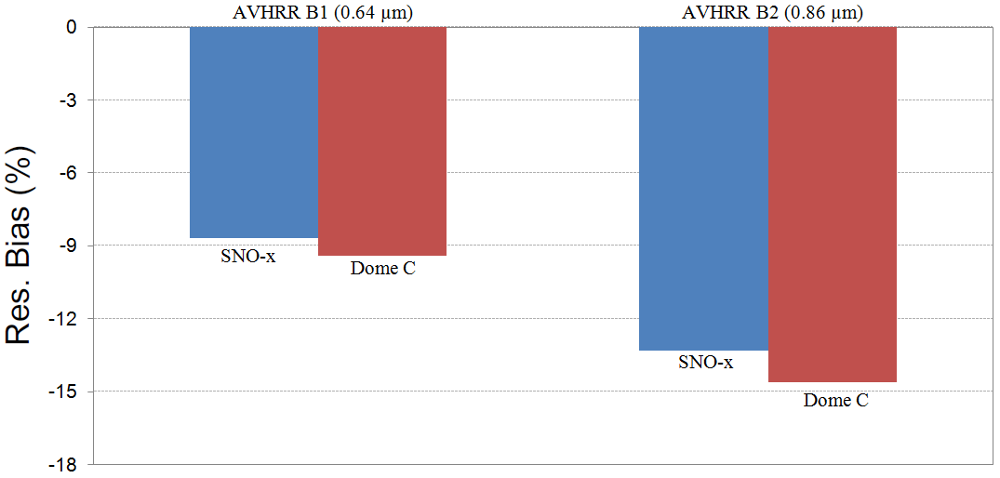 AVHRR B1 (0.64 µm)
AVHRR B2 (0.86 µm)
0
-3
-6
-9
-12
-15
-18
Res. Bias (%)
SNO-x
Dome C
SNO-x
Dome C